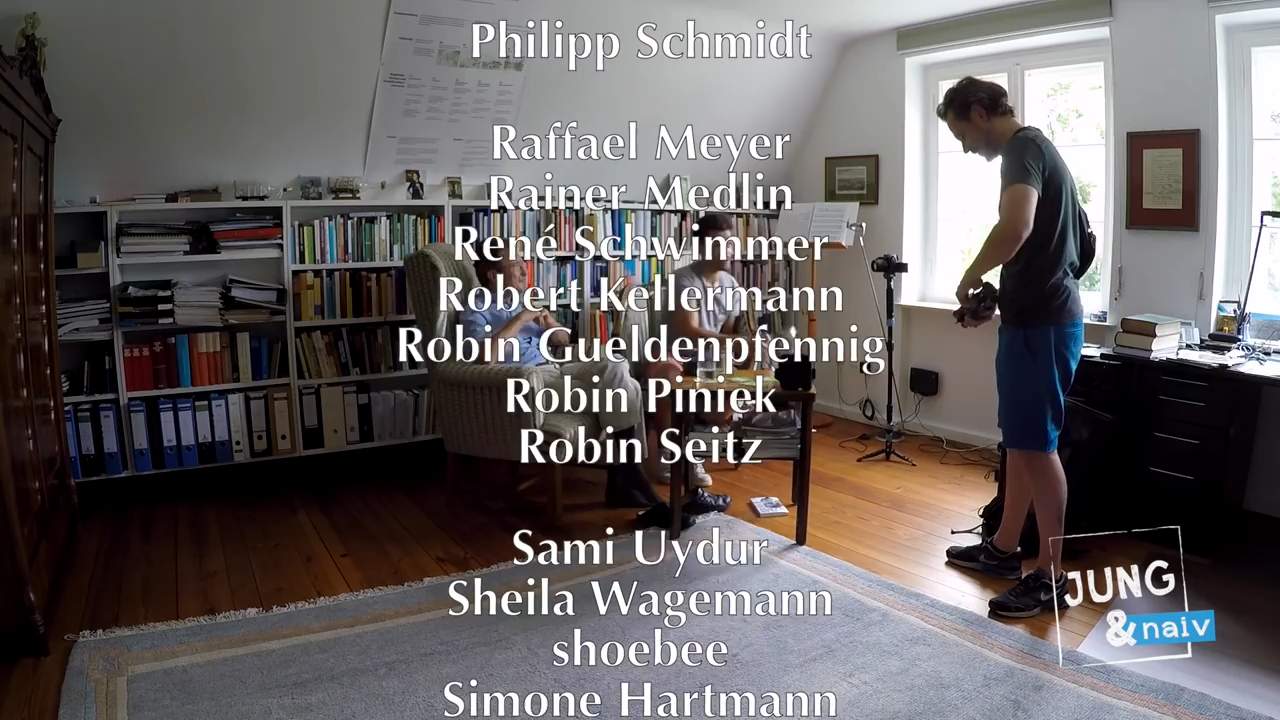 Philipp Schmidt
Raffael Meyer
Rainer Medlin
René Schwimmer
Robert Kellermann
Robin Gueldenpfennig
Robin Piniek
Robin Seitz
Sami Uydur
Sheila Wagemann
shoebee
Simone Hartmann
JUNG
& naiv